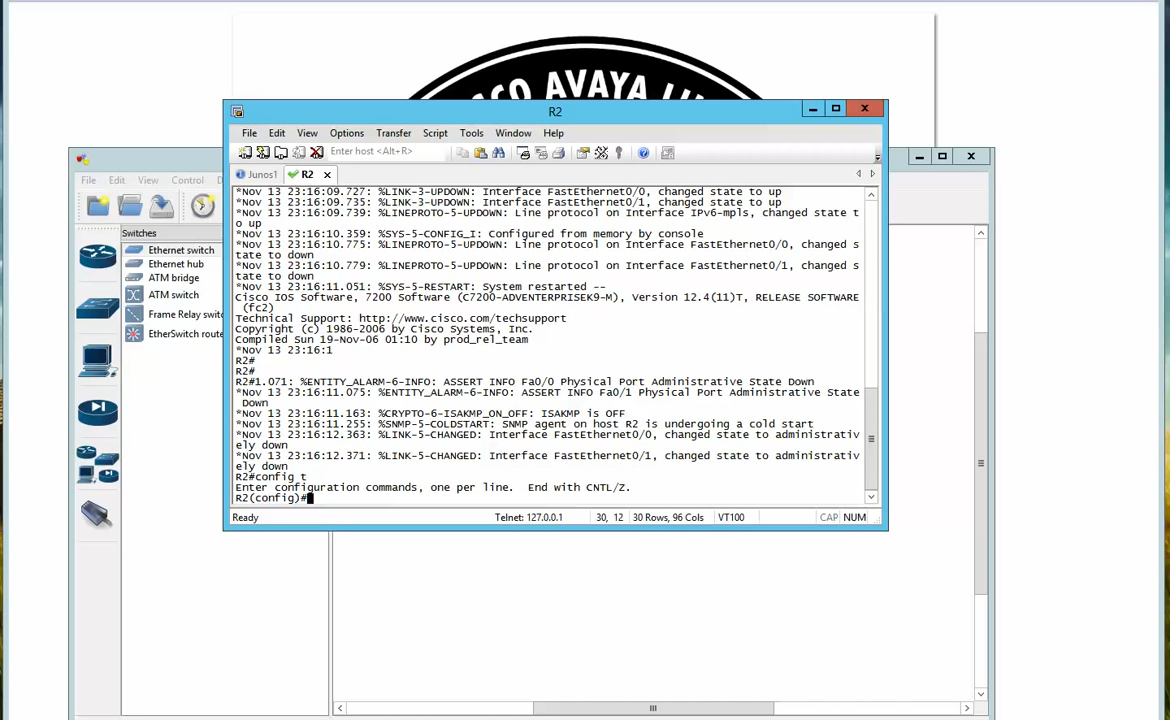 CISCO AVAYA
R2
File Edit View Options Transfer Script Tools Window Help
Enter host <Alt+R>
Junos1 R2
*Nov 13 23:16:09.727: %LINK-3-UPDOWN: Interface FastEthernet0/0, changed state to up
*Nov 13 23:16:09.735: %LINK-3-UPDOWN: Interface FastEthernet0/1, changed state to up
*Nov 13 23:16:09.739: %LINEPROTO-5-UPDOWN: Line protocol on Interface IPv6-mpls, changed state t
o up
*Nov 13 23:16:10.359: %SYS-5-CONFIG_I: Configured from memory by console
*Nov 13 23:16:10.775: %LINEPROTO-5-UPDOWN: Line protocol on Interface FastEthernet0/0, changed s
tate to down
*Nov 13 23:16:10.779: %LINEPROTO-5-UPDOWN: Line protocol on Interface FastEthernet0/1, changed s
tate to down
*Nov 13 23:16:11.051: %SYS-5-RESTART: System restarted --
Cisco IOS Software, 7200 Software (C7200-ADVENTERPRISEK9-M), Version 12.4(11)T, RELEASE SOFTWARE
(fc2)
Technical Support: http://www.cisco.com/techsupport
Copyright (c) 1986-2006 by Cisco Systems, Inc.
Compiled Sun 19-Nov-06 01:10 by prod_rel_team
*Nov 13 23:16:1
R2#
R2#
R2#1.071: %ENTITY_ALARM-6-INFO: ASSERT INFO Fa0/0 Physical Port Administrative State Down
*Nov 13 23:16:11.075: %ENTITY_ALARM-6-INFO: ASSERT INFO Fa0/1 Physical Port Administrative State
Down
*Nov 13 23:16:11.163: %CRYPTO-6-ISAKMP_ON_OFF: ISAKMP is OFF
*Nov 13 23:16:11.255: %SNMP-5-COLDSTART: SNMP agent on host R2 is undergoing a cold start
*Nov 13 23:16:12.363: %LINK-5-CHANGED: Interface FastEthernet0/0, changed state to administrativ
ely down
*Nov 13 23:16:12.371: %LINK-5-CHANGED: Interface FastEthernet0/1, changed state to administrativ
ely down
R2#config t
Enter configuration commands, one per line.  End with CNTL/Z.
R2(config)#
Ready Telnet: 127.0.0.1 30, 12 30 Rows, 96 Cols VT100 CAP NUM
File Edit View Control
Switches
Ethernet switch
Ethernet hub
ATM bridge
ATM switch
Frame Relay
EtherSwitch